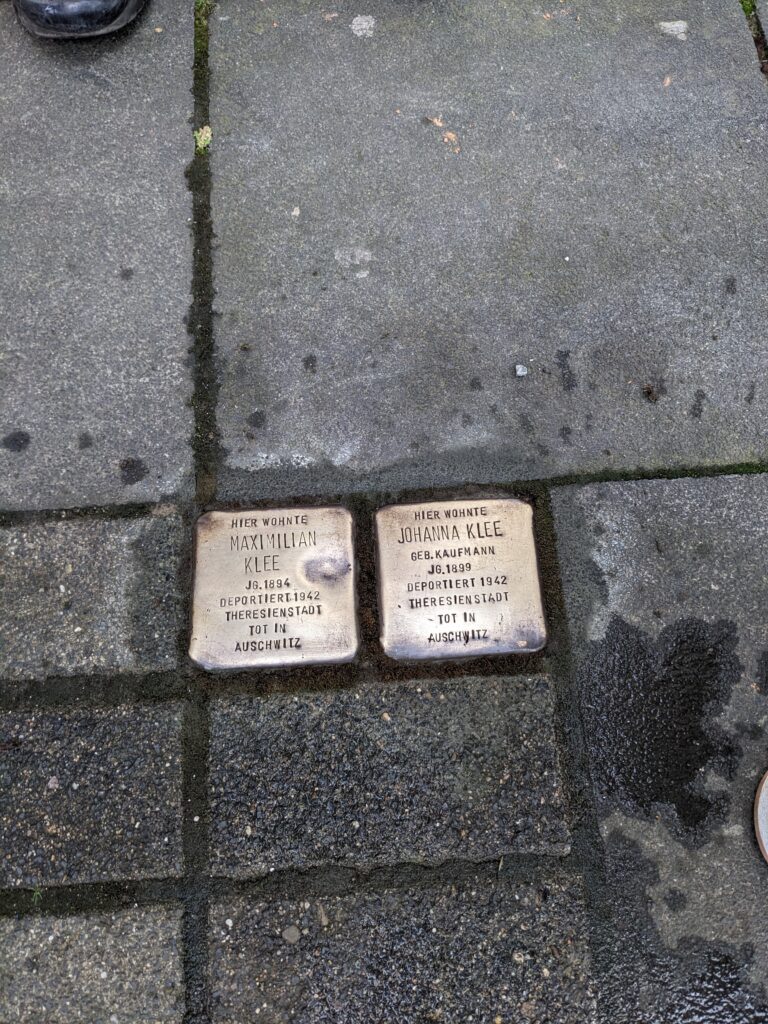 HIER WOHNTE
MAXIMILIAN
KLEE
JG.1894
DEPORTIERT 1942
THERESIENSTADT
TOT IN
AUSCHWITZ
HIER WOHNTE
JOHANNA KLEE
GEB.KAUFMANN
JG.1899
DEPORTIERT 1942
THERESIENSTADT
TOT IN
AUSCHWITZ